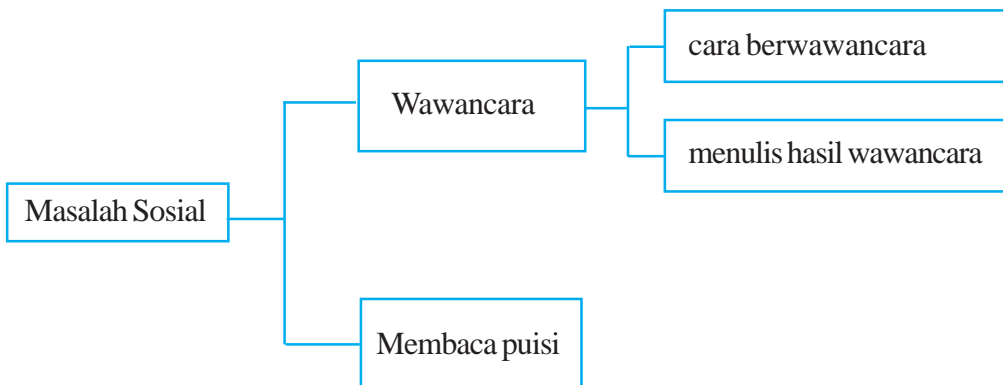 cara berwawancara
Wawancara
menulis hasil wawancara
Masalah Sosial
Membaca puisi